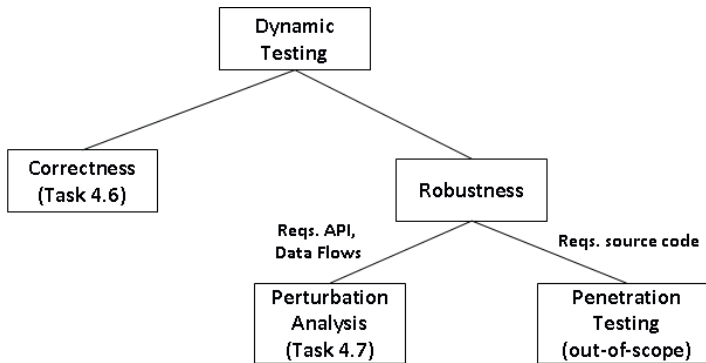 Dynamic
Testing
Correctness
(Task 4.6)
Robustness
Reqs. API,
Data Flows
Reqs. source code
Perturbation
Analysis
(Task 4.7)
Penetration
Testing
(out-of-scope)